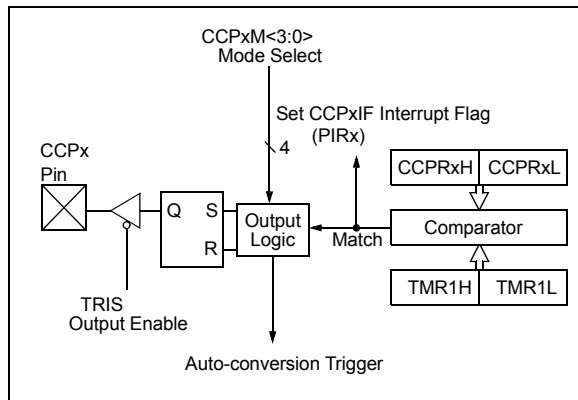 CCPxM<3:0>
Mode Select
Set CCPxIF Interrupt Flag
(PIRx)
4
CCPx
Pin
CCPRxH CCPRxL
Q S
R
Output
Logic
Match
Comparator
TMR1H TMR1L
TRIS
Output Enable
Auto-conversion Trigger